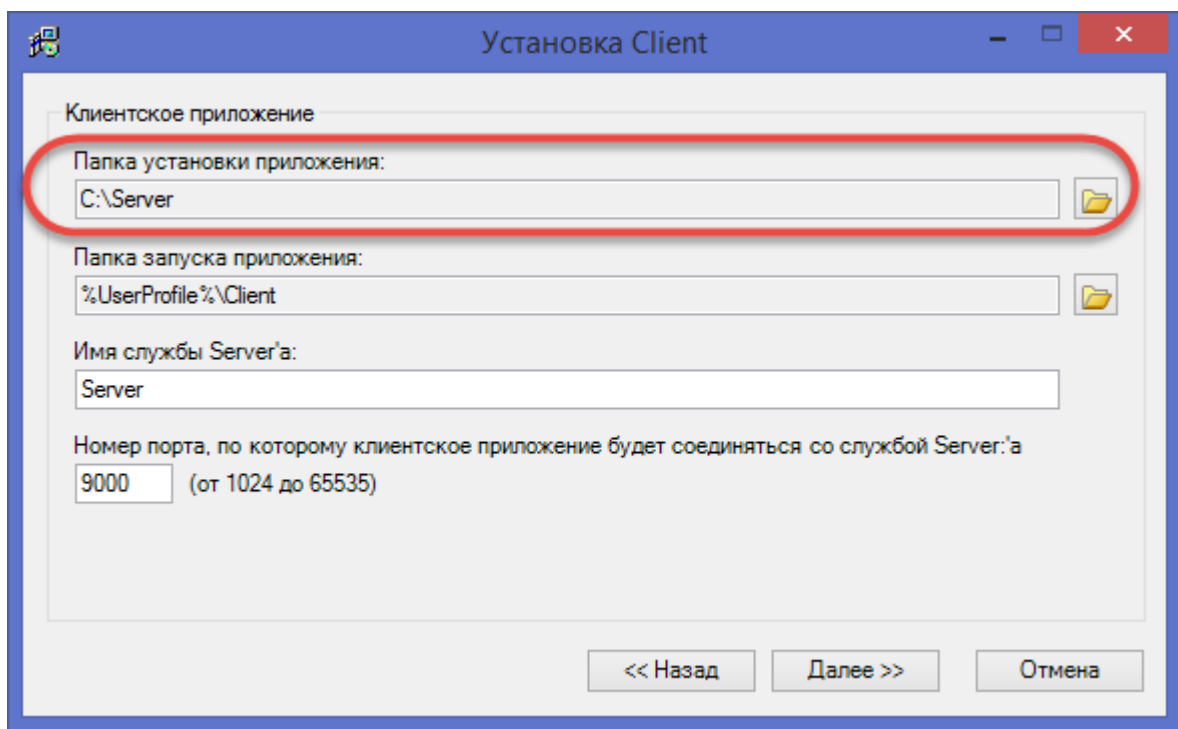 Установка Client
Клиентское приложение
Папка установки приложения:
C:\Server
Папка запуска приложения:
%UserProfile%\Client
Имя службы Server'а:
Server
Номер порта, по которому клиентское приложение будет соединяться со службой Server:'а
9000 (от 1024 до 65535)
<< Назад Далее >> Отмена